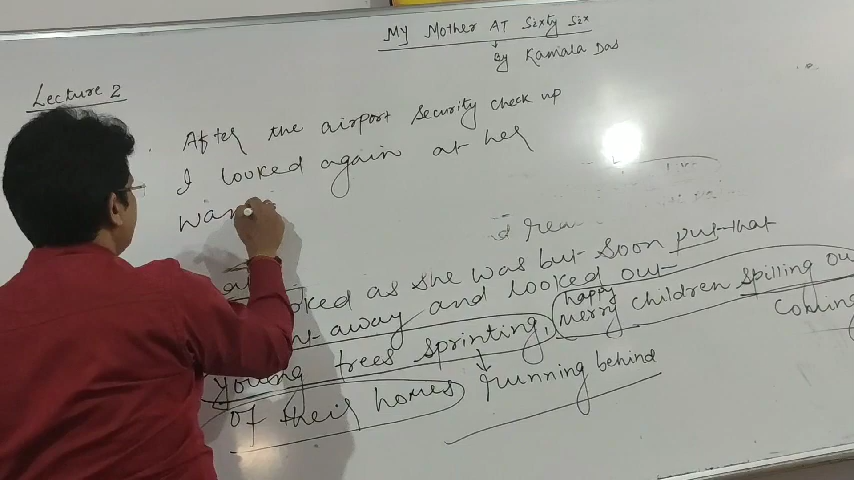 My Mother AT Sixty Six
By Kamala Das
Lecture 2
After the airport security check up
I looked again at her
wan
looked as she was but soon put that
away and looked out
happy
young trees sprinting, merry children spilling ou
coming
of their homes running behind